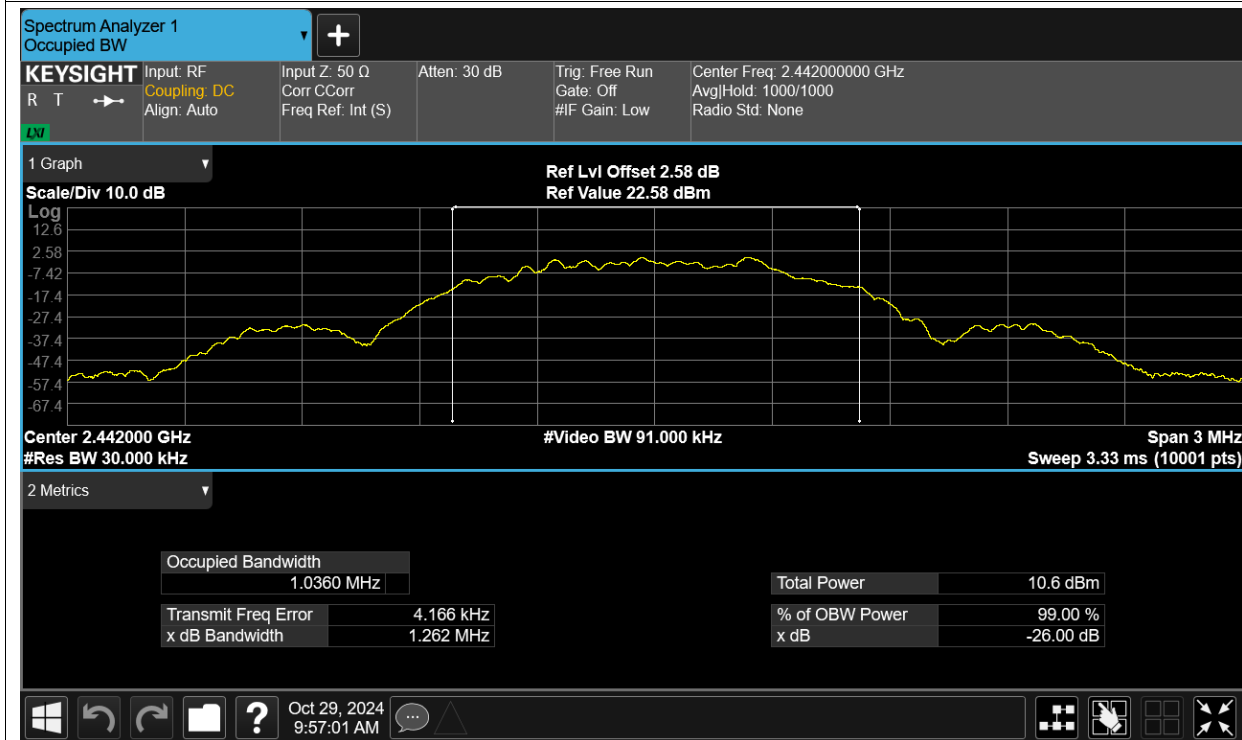 Spectrum Analyzer 1
Occupied BW
+
KEYSIGHT
R T
LXI
Input: RF
Coupling: DC
Align: Auto
Input Z: 50 Ω
Corr CCorr
Freq Ref: Int (S)
Atten: 30 dB
Trig: Free Run
Gate: Off
#IF Gain: Low
Center Freq: 2.442000000 GHz
Avg|Hold: 1000/1000
Radio Std: None
1 Graph
Scale/Div 10.0 dB
Ref Lvl Offset 2.58 dB
Ref Value 22.58 dBm
Log
12.6
2.58
-7.42
-17.4
-27.4
-37.4
-47.4
-57.4
-67.4
Center 2.442000 GHz
#Res BW 30.000 kHz
#Video BW 91.000 kHz
Span 3 MHz
Sweep 3.33 ms (10001 pts)
2 Metrics
Occupied Bandwidth
1.0360 MHz
Transmit Freq Error 4.166 kHz
x dB Bandwidth 1.262 MHz
Total Power 10.6 dBm
% of OBW Power 99.00 %
x dB -26.00 dB
?
Oct 29, 2024
9:57:01 AM